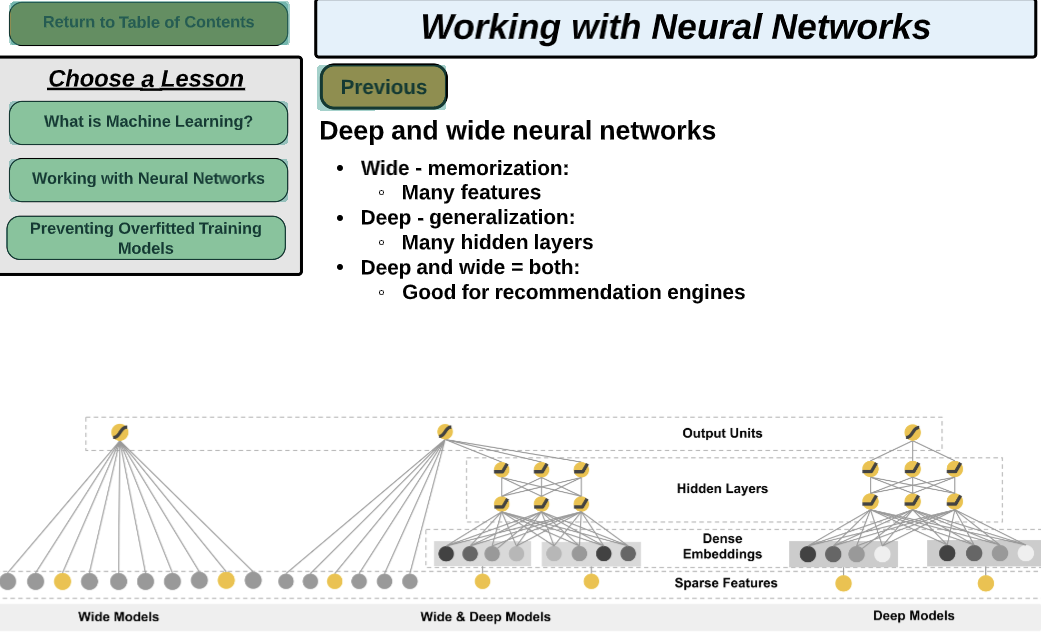 Return to Table of Contents
Working with Neural Networks
Choose a Lesson
What is Machine Learning?
Working with Neural Networks
Preventing Overfitted Training
Models
Previous
Deep and wide neural networks
• Wide - memorization:
◦ Many features
• Deep - generalization:
◦ Many hidden layers
• Deep and wide = both:
◦ Good for recommendation engines
Output Units
Hidden Layers
Dense
Embeddings
Sparse Features
Wide Models
Wide & Deep Models
Deep Models